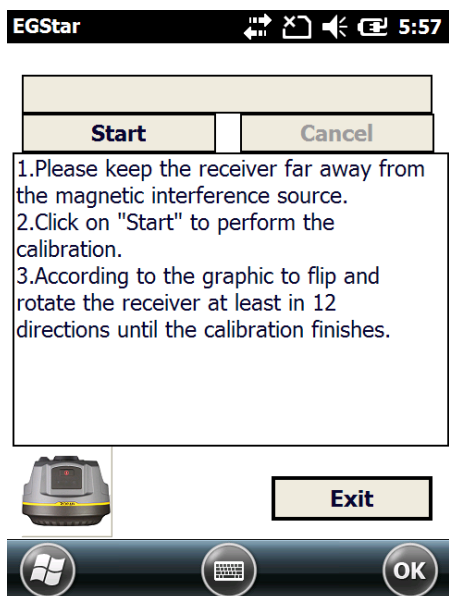 EGStar 5:57
Start Cancel
1.Please keep the receiver far away from
the magnetic interference source.
2.Click on "Start" to perform the
calibration.
3.According to the graphic to flip and
rotate the receiver at least in 12
directions until the calibration finishes.
Exit
OK